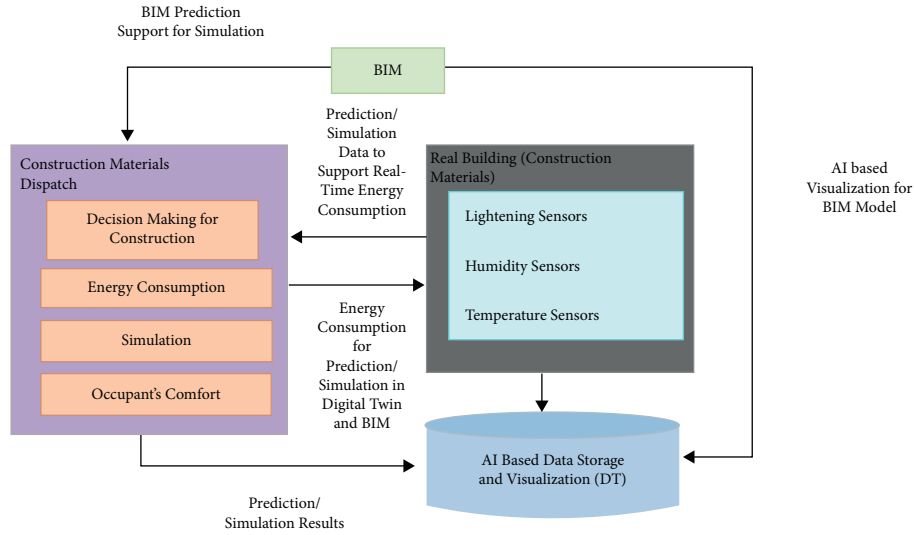 BIM Prediction
Support for Simulation
BIM
Prediction/
Simulation
Data to
Support Real-
Time Energy
Consumption
Construction Materials
Dispatch
Decision Making for
Construction
Energy Consumption
Simulation
Occupant's Comfort
Real Building (Construction
Materials)
Lightening Sensors
Humidity Sensors
Temperature Sensors
AI based
Visualization for
BIM Model
Energy
Consumption
for
Prediction/
Simulation in
Digital Twin
and BIM
AI Based Data Storage
and Visualization (DT)
Prediction/
Simulation Results